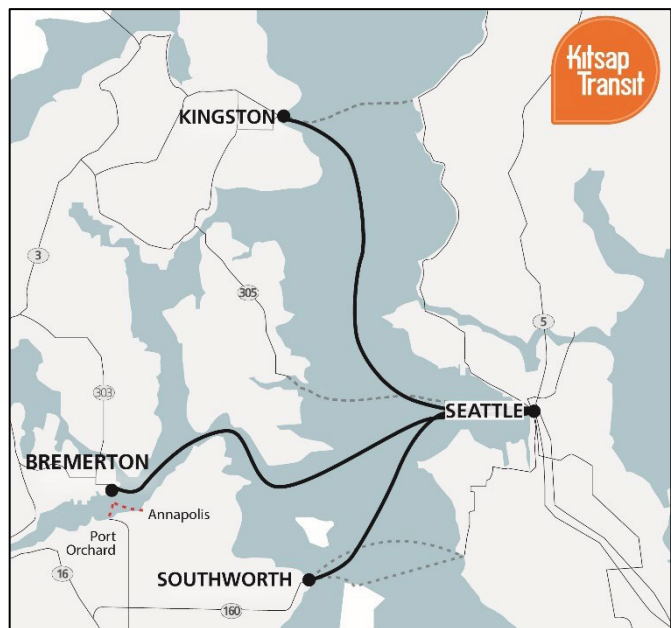 Kitsap
Transit
KINGSTON
3
305
5
303
SEATTLE
BREMERTON
Annapolis
Port
Orchard
16
SOUTHWORTH
160